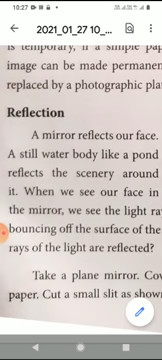 10:27
2021_01_27 10_
is temporary, if a simple pap
image can be made permanen
replaced by a photographic pla
Reflection
A mirror reflects our face.
A still water body like a pond
reflects the scenery around
it. When we see our face in
the mirror, we see the light ra
bouncing off the surface of the
rays of the light are reflected?
Take a plane mirror. Cov
paper. Cut a small slit as show